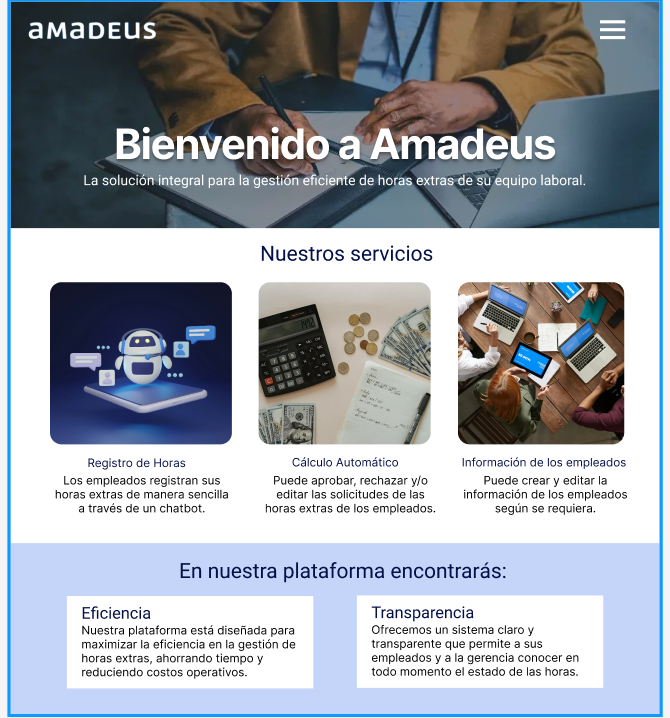 amadeus
Bienvenido a Amadeus
La solución integral para la gestión eficiente de horas extras de su equipo laboral.
Nuestros servicios
Registro de Horas
Los empleados registran sus
horas extras de manera sencilla
a través de un chatbot.
Cálculo Automático
Puede aprobar, rechazar y/o
editar las solicitudes de las
horas extras de los empleados.
Información de los empleados
Puede crear y editar la
información de los empleados
según se requiera.
En nuestra plataforma encontrarás:
Eficiencia
Nuestra plataforma está diseñada para
maximizar la eficiencia en la gestión de
horas extras, ahorrando tiempo y
reduciendo costos operativos.
Transparencia
Ofrecemos un sistema claro y
transparente que permite a sus
empleados y a la gerencia conocer en
todo momento el estado de las horas.